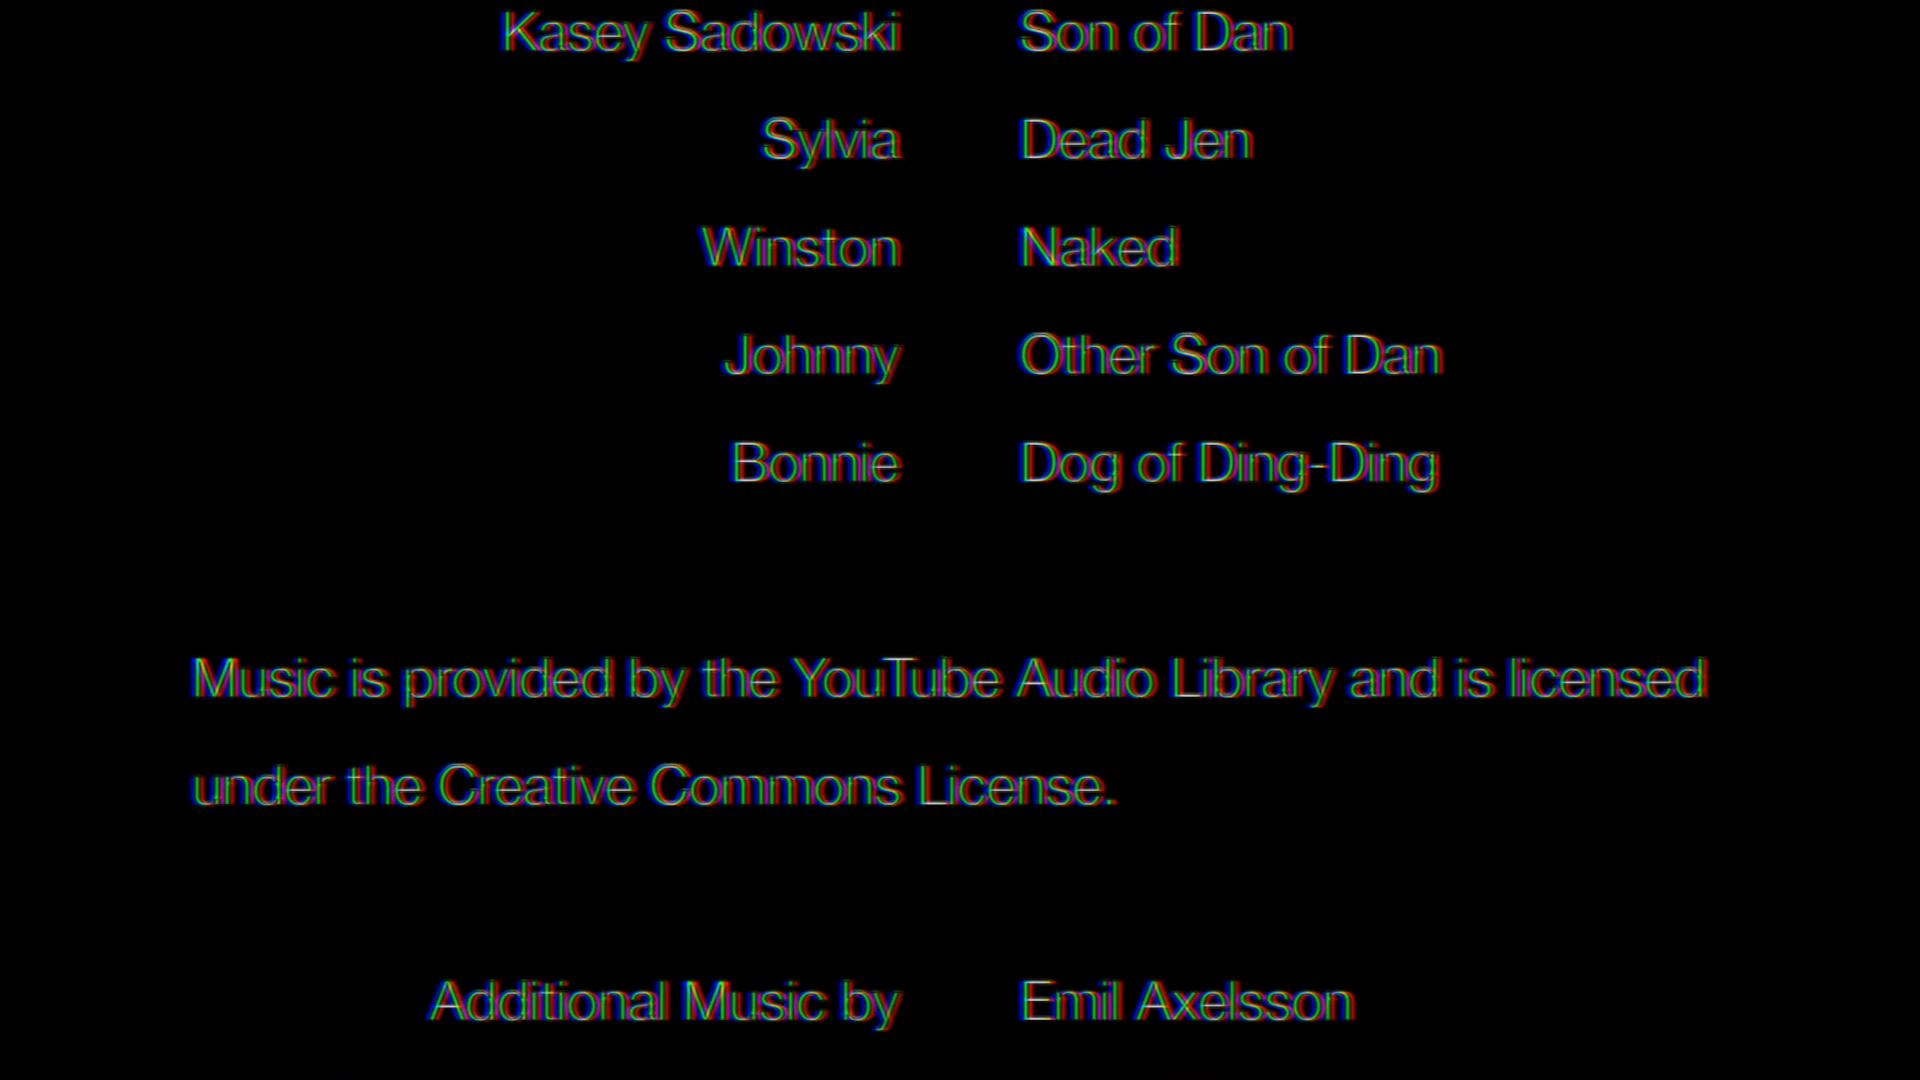 Kasey Sadowski Son of Dan
Sylvia Dead Jen
Winston Naked
Johnny Other Son of Dan
Bonnie Dog of Ding-Ding
Music is provided by the YouTube Audio Library and is licensed
under the Creative Commons License.
Additional Music by Emil Axelsson